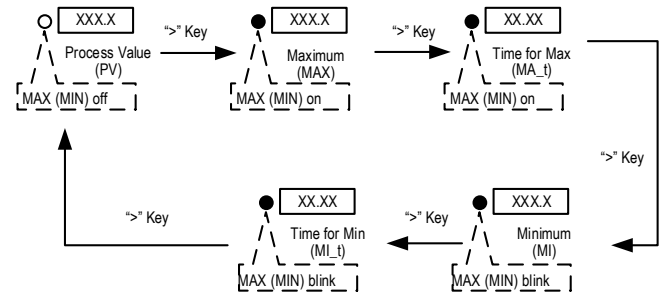 XXX.X
Process Value
(PV)
MAX (MIN) off
">" Key
XXX.X
Maximum
(MAX)
MAX (MIN) on
">" Key
XX.XX
Time for Max
(MA_t)
MAX (MIN) on
">" Key
XXX.X
Minimum
(MI)
MAX (MIN) blink
">" Key
XX.XX
Time for Min
(MI_t)
MAX (MIN) blink
">" Key